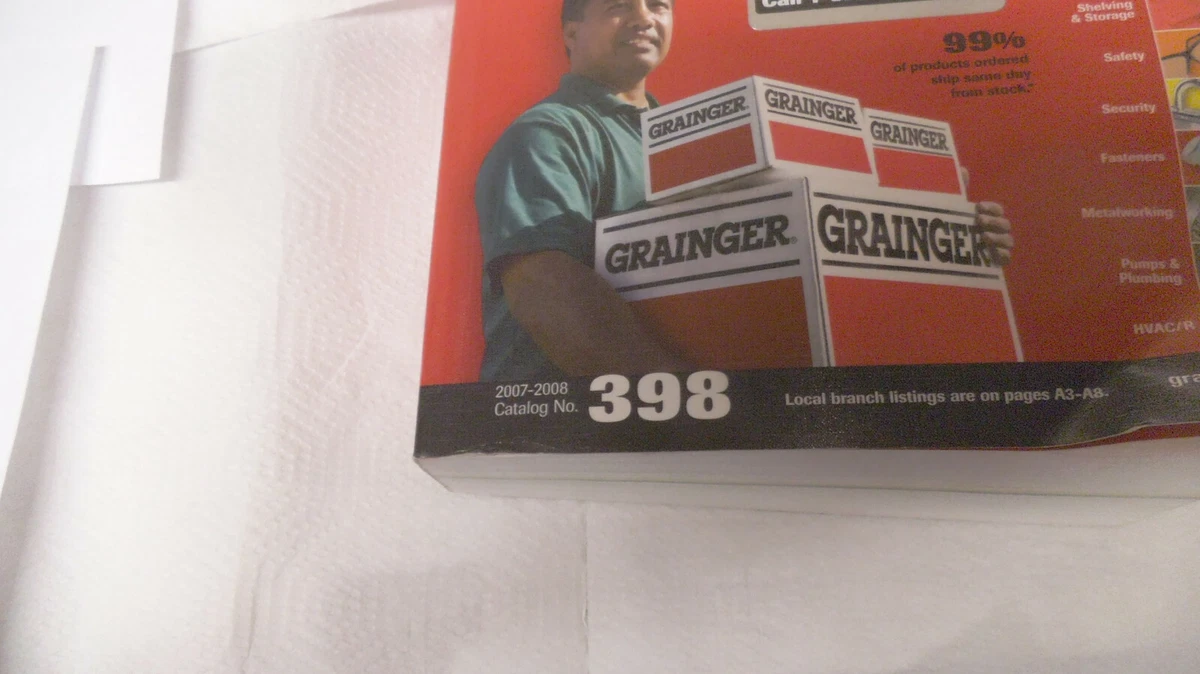 Shelving
& Storage
99%
of products ordered
ship same day
from stock.*
Safety
Security
Fasteners
Metalworking
Pumps &
Plumbing
HVAC/R
GRAINGER.
GRAINGER
GRAINGER
GRAINGER.
GRAINGER
2007-2008
Catalog No.
398
Local branch listings are on pages A3-A8.